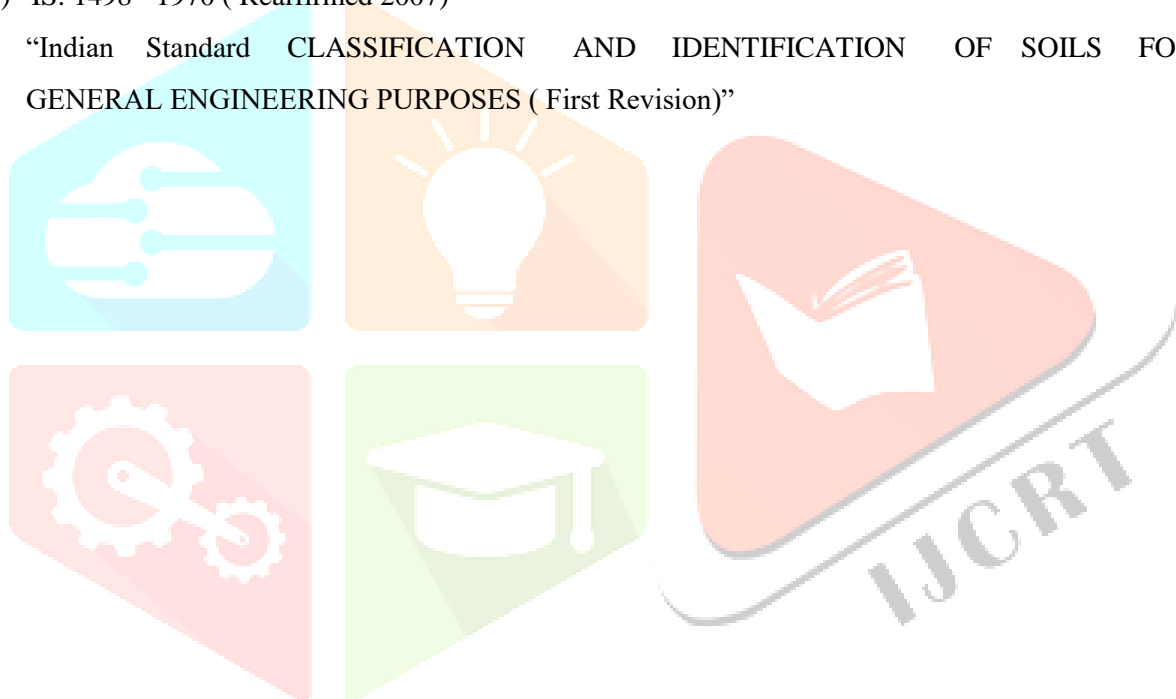 ) IS: 1498 - 1970 ( Reaffirmed 2007)
“Indian Standard CLASSIFICATION AND IDENTIFICATION OF SOILS FO
GENERAL ENGINEERING PURPOSES ( First Revision)”
IJCRT